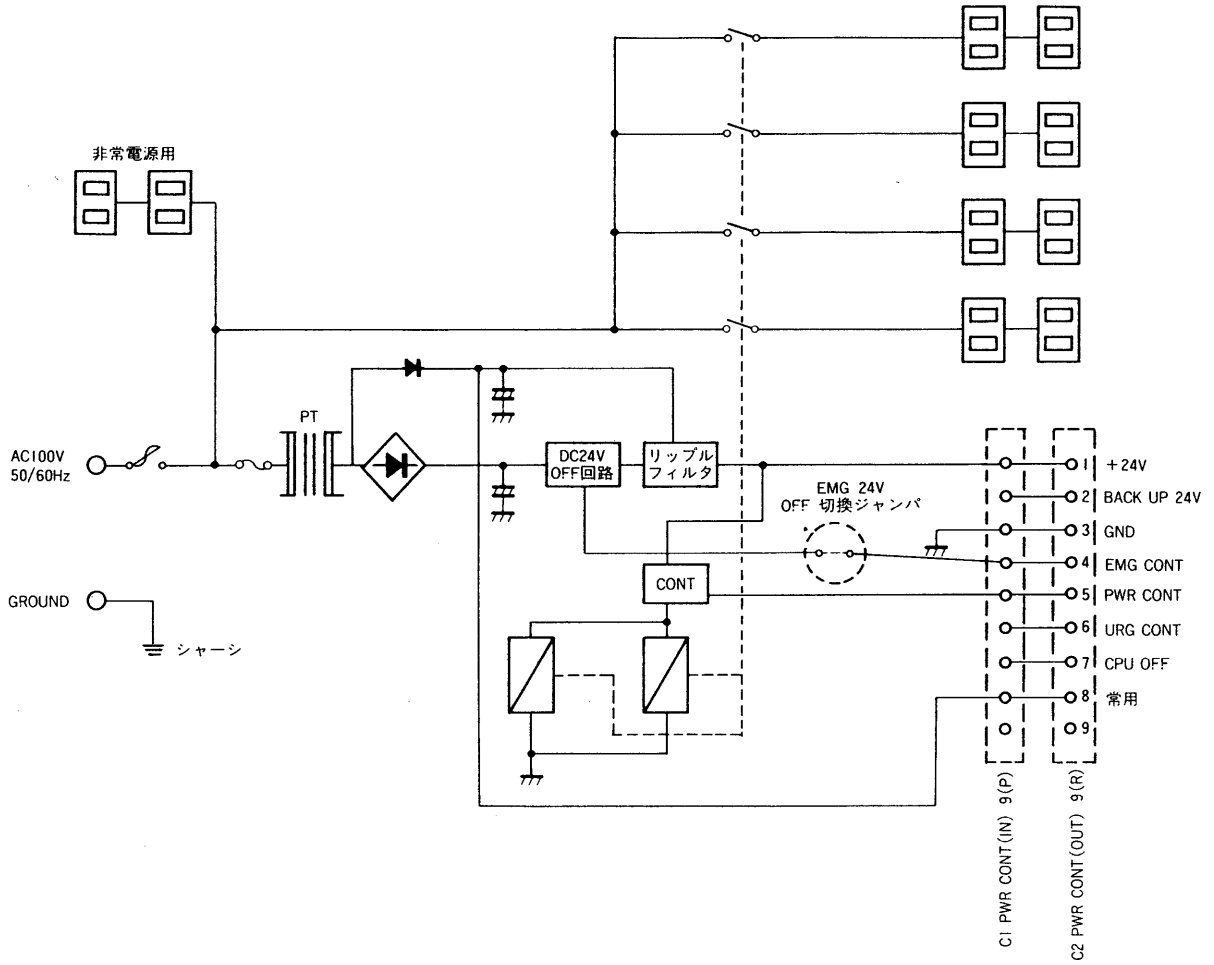 非常電源用
PT
AC100V
50/60Hz
DC24V
OFF回路
リップル
フィルタ
EMG 24V
OFF 切換ジャンパ
CONT
GROUND
シャーシ
1 +24V
2 BACK UP 24V
3 GND
4 EMG CONT
5 PWR CONT
6 URG CONT
7 CPU OFF
8 常用
9
C1 PWR CONT(IN) 9(P)
C2 PWR CONT(OUT) 9(R)